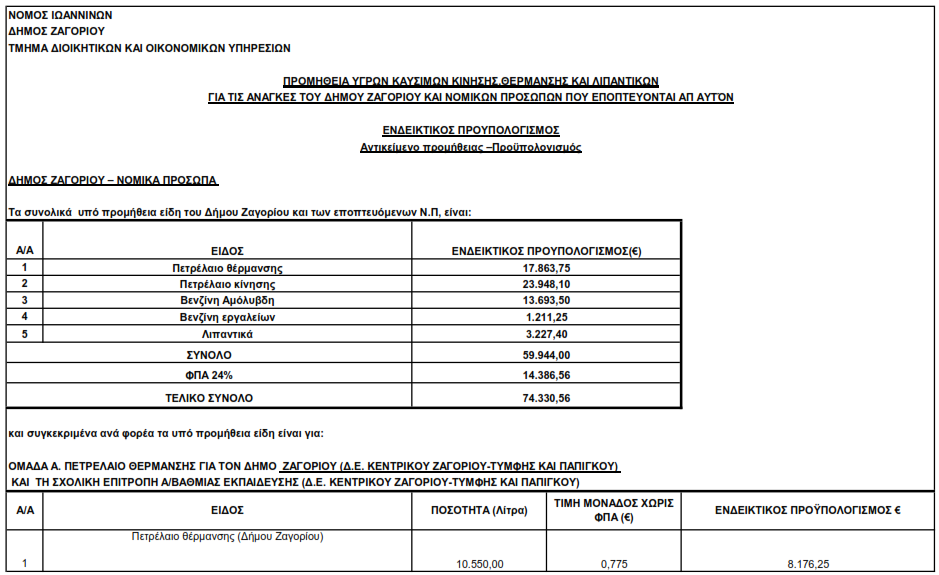 ΝΟΜΟΣ ΙΩΑΝΝΙΝΩΝ
ΔΗΜΟΣ ΖΑΓΟΡΙΟΥ
ΤΜΗΜΑ ΔΙΟΙΚΗΤΙΚΩΝ ΚΑΙ ΟΙΚΟΝΟΜΙΚΩΝ ΥΠΗΡΕΣΙΩΝ
ΠΡΟΜΗΘΕΙΑ ΥΓΡΩΝ ΚΑΥΣΙΜΩΝ ΚΙΝΗΣΗΣ,ΘΕΡΜΑΝΣΗΣ ΚΑΙ ΛΙΠΑΝΤΙΚΩΝ
ΓΙΑ ΤΙΣ ΑΝΑΓΚΕΣ ΤΟΥ ΔΗΜΟΥ ΖΑΓΟΡΙΟΥ ΚΑΙ ΝΟΜΙΚΩΝ ΠΡΟΣΩΠΩΝ ΠΟΥ ΕΠΟΠΤΕΥΟΝΤΑΙ ΑΠ ΑΥΤΌΝ
ΕΝΔΕΙΚΤΙΚΟΣ ΠΡΟΥΠΟΛΟΓΙΣΜΟΣ
Αντικείμενο προμήθειας –Προϋπολογισμός
ΔΗΜΟΣ ΖΑΓΟΡΙΟΥ – ΝΟΜΙΚΑ ΠΡΟΣΩΠΑ
Τα συνολικά υπό προμήθεια είδη του Δήμου Ζαγορίου και των εποπτευόμενων Ν.Π, είναι:
Α/Α ΕΙΔΟΣ ΕΝΔΕΙΚΤΙΚΟΣ ΠΡΟΥΠΟΛΟΓΙΣΜΟΣ(€)
1 Πετρέλαιο θέρμανσης 17.863,75
2 Πετρέλαιο κίνησης 23.948,10
3 Βενζίνη Αμόλυβδη 13.693,50
4 Βενζίνη εργαλείων 1.211,25
5 Λιπαντικά 3.227,40
ΣΥΝΟΛΟ 59.944,00
ΦΠΑ 24% 14.386,56
ΤΕΛΙΚΟ ΣΥΝΟΛΟ 74.330,56
και συγκεκριμένα ανά φορέα τα υπό προμήθεια είδη είναι για:
ΟΜΑΔΑ Α. ΠΕΤΡΕΛΑΙΟ ΘΕΡΜΑΝΣΗΣ ΓΙΑ ΤΟΝ ΔΗΜΟ ΖΑΓΟΡΙΟΥ (Δ.Ε. ΚΕΝΤΡΙΚΟΥ ΖΑΓΟΡΙΟΥ-ΤΥΜΦΗΣ ΚΑΙ ΠΑΠΙΓΚΟΥ)
ΚΑΙ ΤΗ ΣΧΟΛΙΚΗ ΕΠΙΤΡΟΠΗ Α/ΒΑΘΜΙΑΣ ΕΚΠΑΙΔΕΥΣΗΣ (Δ.Ε. ΚΕΝΤΡΙΚΟΥ ΖΑΓΟΡΙΟΥ-ΤΥΜΦΗΣ ΚΑΙ ΠΑΠΙΓΚΟΥ)
Α/Α ΕΙΔΟΣ ΠΟΣΟΤΗΤΑ (Λίτρα) ΤΙΜΗ ΜΟΝΑΔΟΣ ΧΩΡΙΣ
ΦΠΑ (€) ΕΝΔΕΙΚΤΙΚΟΣ ΠΡΟΫΠΟΛΟΓΙΣΜΟΣ €
Πετρέλαιο θέρμανσης (Δήμου Ζαγορίου)
1 10.550,00 0,775 8.176,25